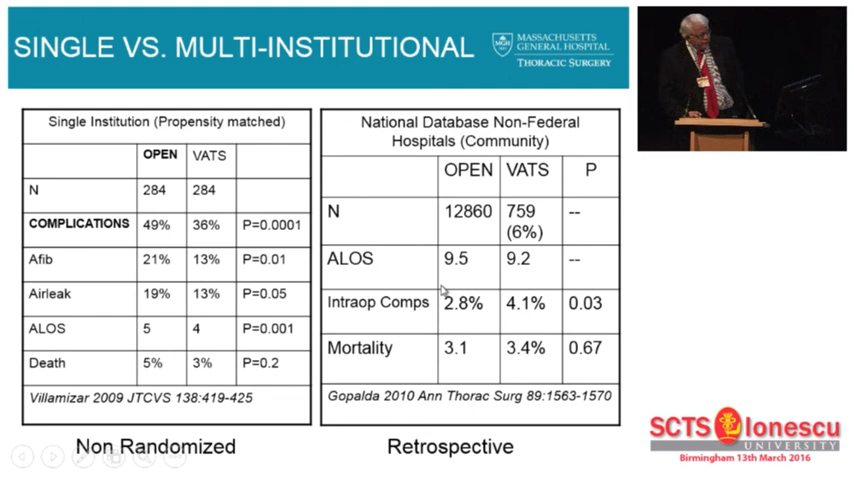 SINGLE VS. MULTI-INSTITUTIONAL
MGH
MASSACHUSETTS
GENERAL HOSPITAL
THORACIC SURGERY
Single Institution (Propensity matched)
OPEN VATS
N 284 284
COMPLICATIONS 49% 36% P=0.0001
Afib 21% 13% P=0.01
Airleak 19% 13% P=0.05
ALOS 5 4 P=0.001
Death 5% 3% P=0.2
Villamizar 2009 JTCVS 138:419-425
Non Randomized
National Database Non-Federal
Hospitals (Community)
OPEN VATS P
N 12860 759 --
(6%)
ALOS 9.5 9.2 --
Intraop Comps 2.8% 4.1% 0.03
Mortality 3.1 3.4% 0.67
Gopalda 2010 Ann Thorac Surg 89:1563-1570
Retrospective
SCTS Ionescu
UNIVERSITY
Birmingham 13th March 2016